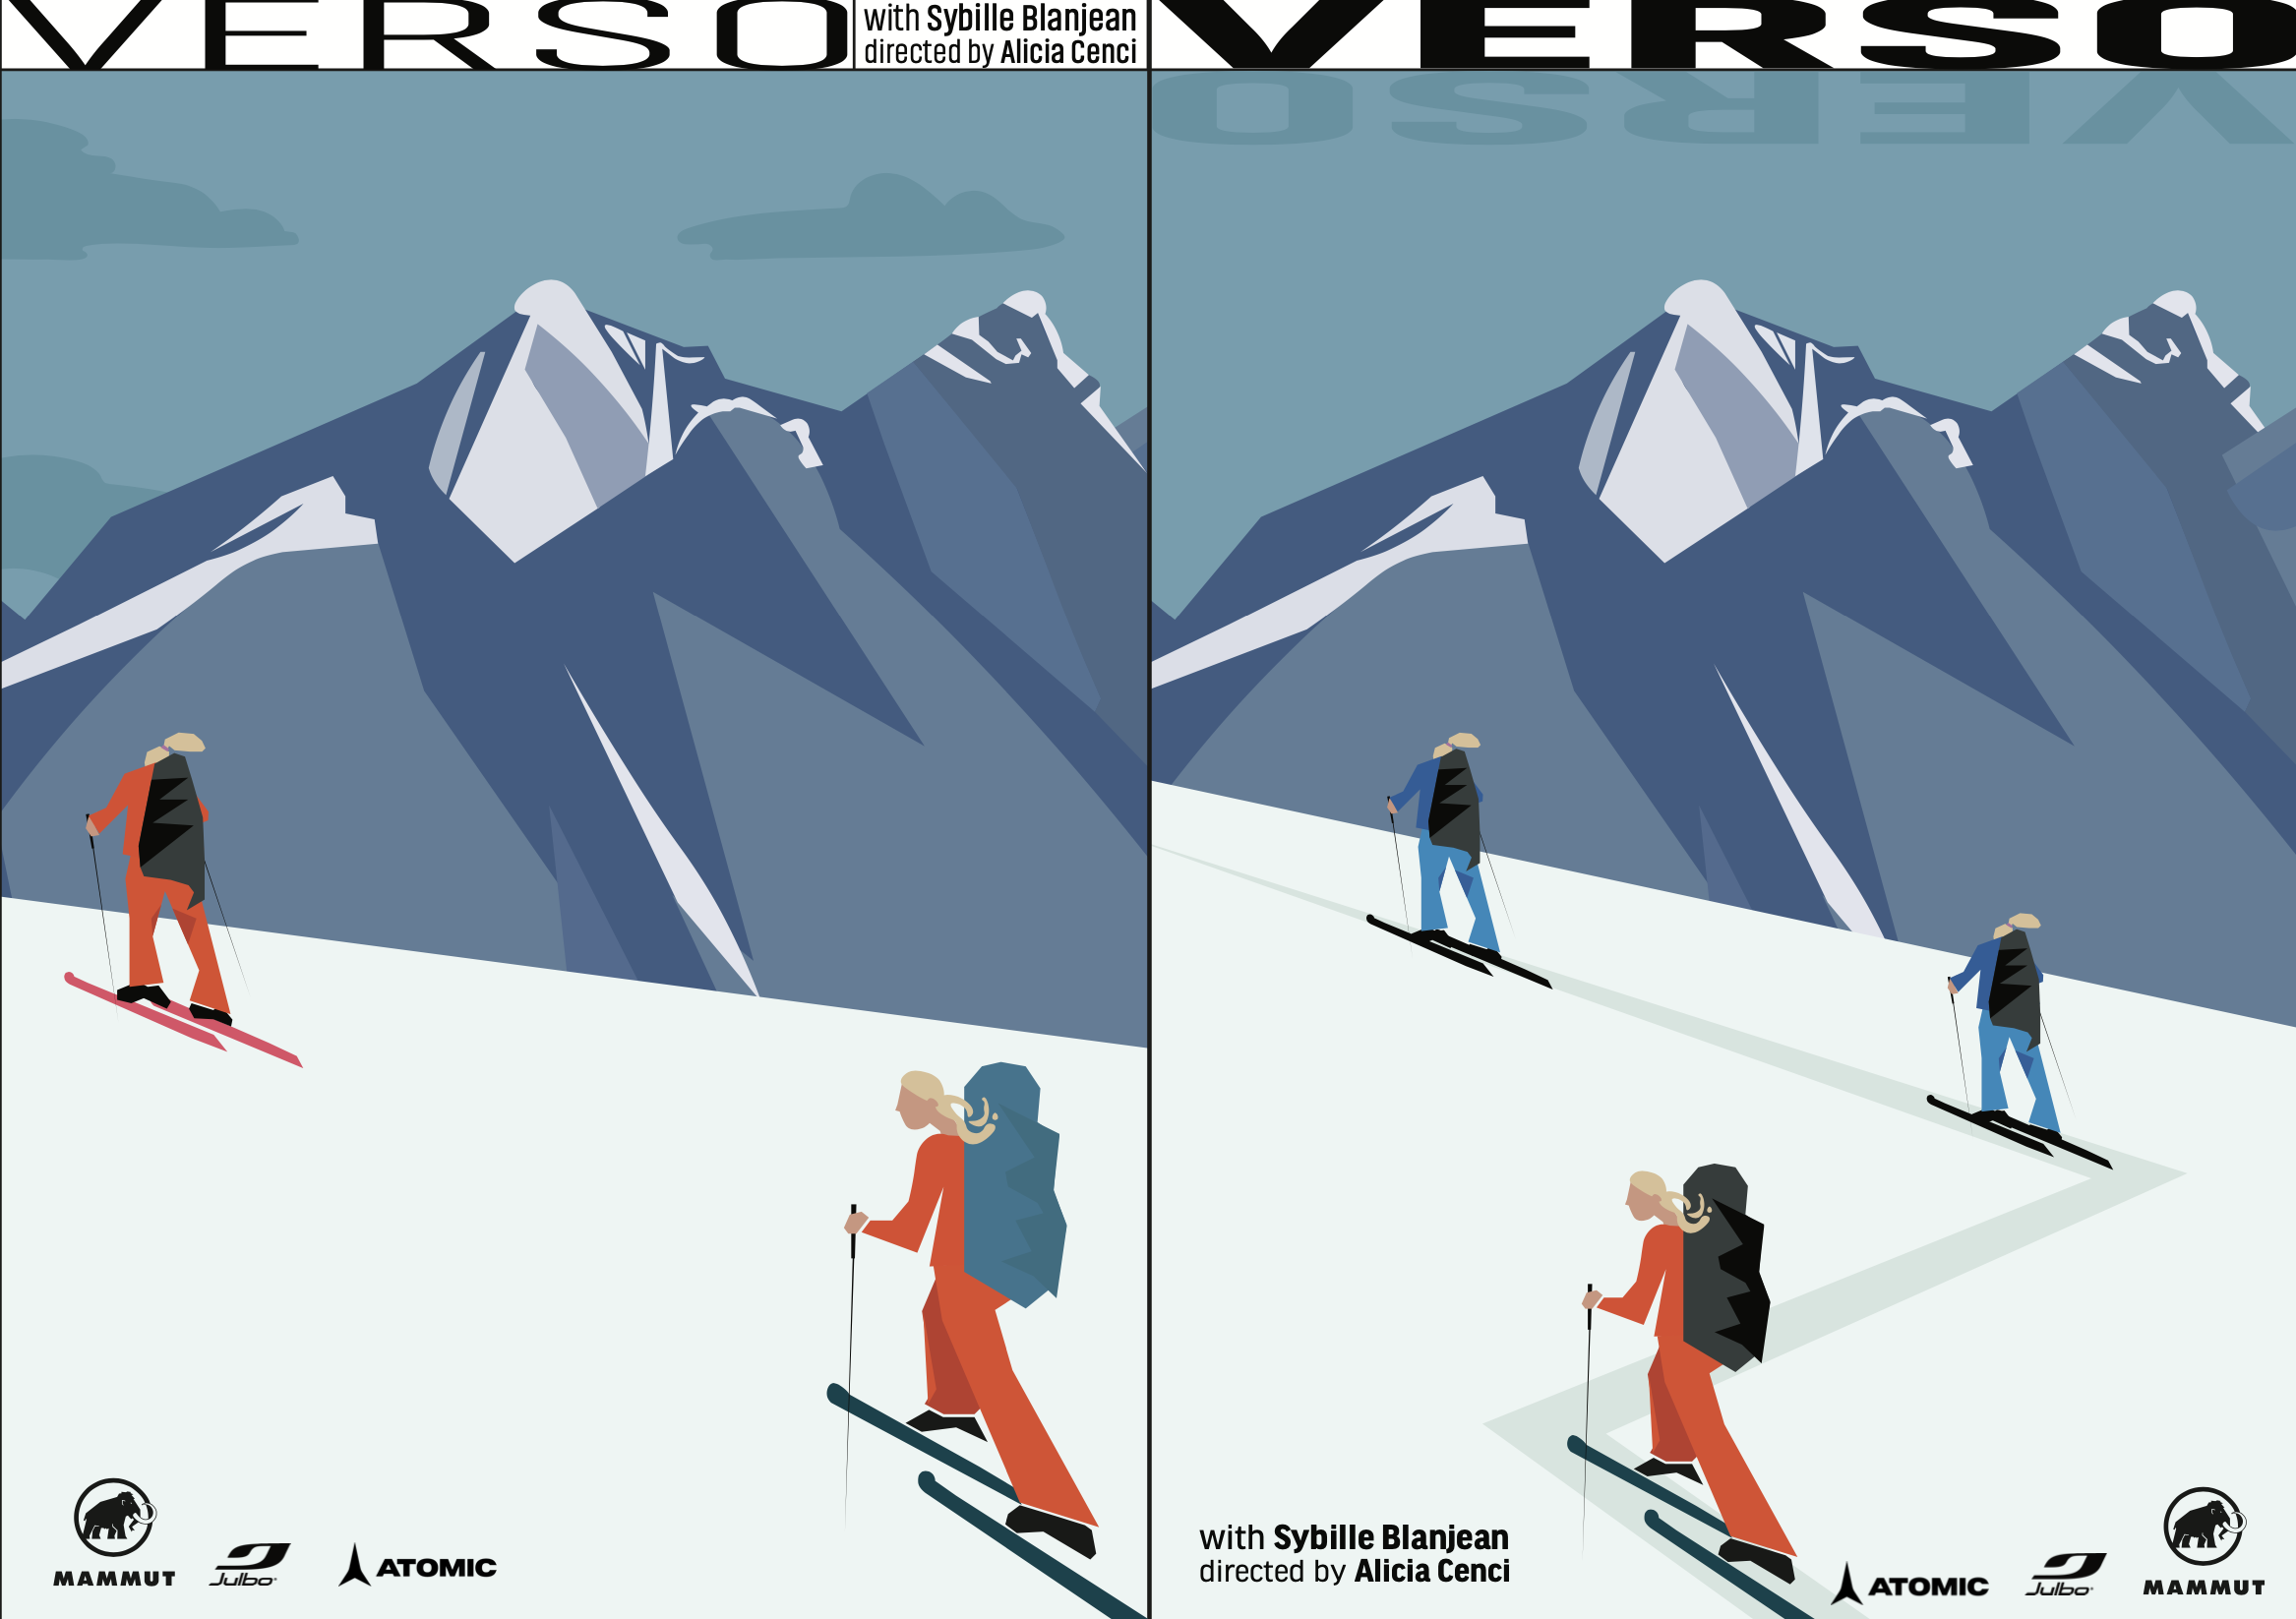 VERSO
with Sybille Blanjean
directed by Alicia Cenci
MAMMUT
Julbo
ATOMIC
VERSO
VERSO
with Sybille Blanjean
directed by Alicia Cenci
ATOMIC
Julbo
MAMMUT